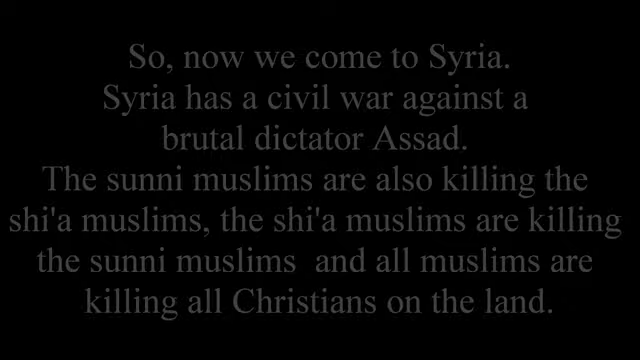 So, now we come to Syria.
Syria has a civil war against a
brutal dictator Assad.
The sunni muslims are also killing the
shi'a muslims, the shi'a muslims are killing
the sunni muslims  and all muslims are
killing all Christians on the land.